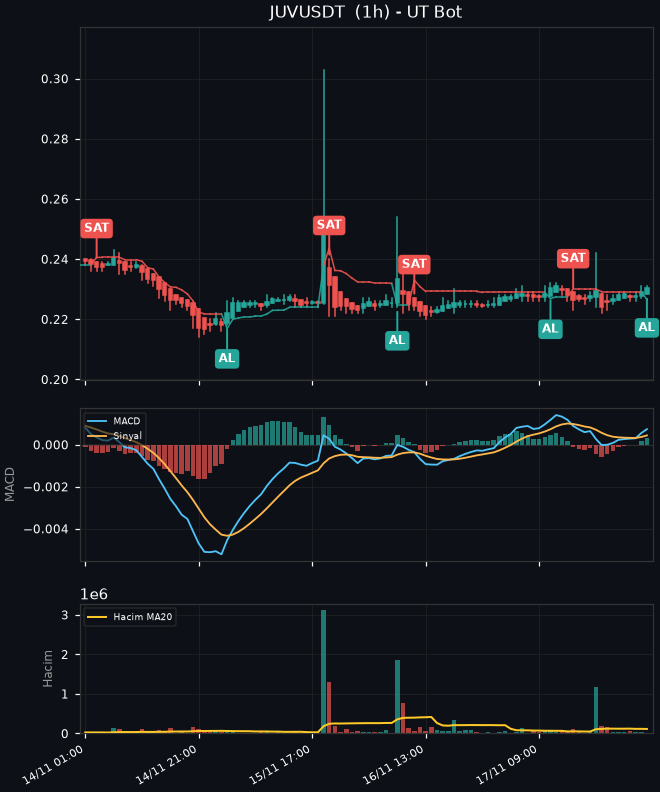 JUVUSDT (1h) - UT Bot
0.30
0.28
0.26
0.24
0.22
0.20
SAT
AL
SAT
AL
SAT
AL
SAT
AL
MACD
Sinyal
MACD
0.000
−0.002
−0.004
1e6
Hacim MA20
Hacim
3
2
1
0
14/11 01:00
14/11 21:00
15/11 17:00
16/11 13:00
17/11 09:00